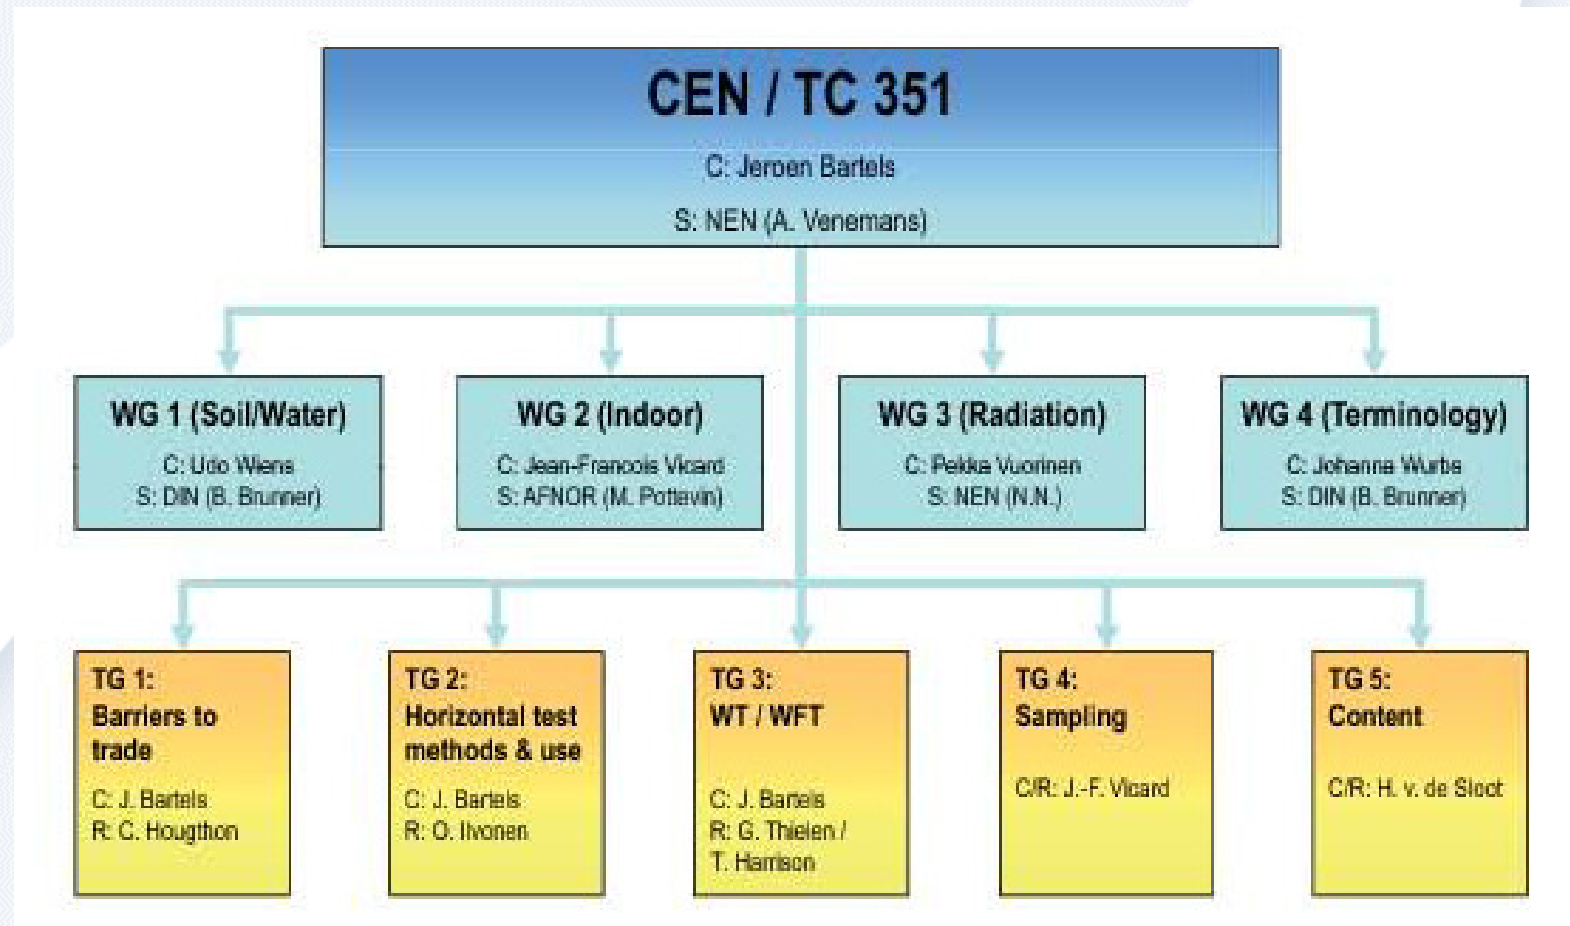 CEN / TC 351
C: Jeroen Bartels
S: NEN (A. Venemans)
WG 1 (Soil/Water)
C: Udo Wiens
S: DIN (B. Brunner)
WG 2 (Indoor)
C: Jean-Francois Vicard
S: AFNOR (M. Pottevin)
WG 3 (Radiation)
C: Pekka Vuorinen
S: NEN (N.N.)
WG 4 (Terminology)
C: Johanna Wurbs
S: DIN (B. Brunner)
TG 1:
Barriers to
trade
C: J. Bartels
R: C. Hougthon
TG 2:
Horizontal test
methods & use
C: J. Bartels
R: O. Ilvonen
TG 3:
WT / WFT
C: J. Bartels
R: G. Thielen /
T. Harrison
TG 4:
Sampling
C/R: J.-F. Vicard
TG 5:
Content
C/R: H. v. de Sloot